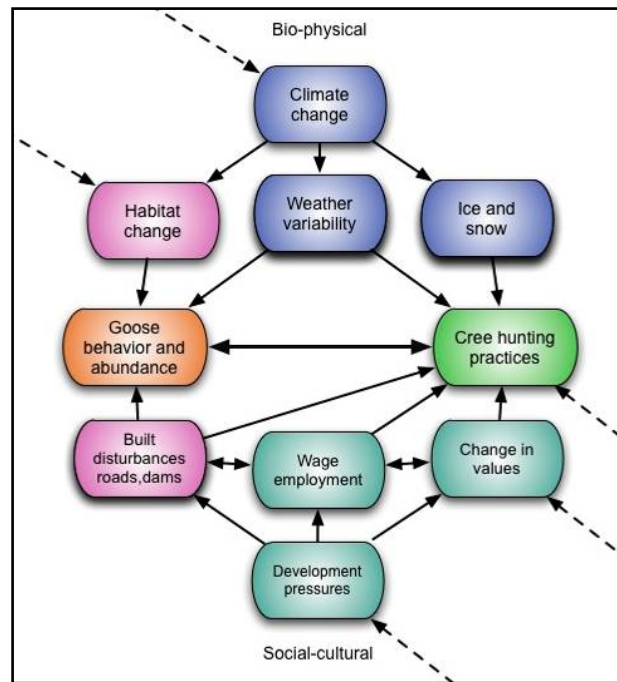 Bio-physical
Climate
change
Habitat
change
Weather
variability
Ice and
snow
Goose
behavior and
abundance
Cree hunting
practices
Built
disturbances
roads,dams
Wage
employment
Change in
values
Development
pressures
Social-cultural